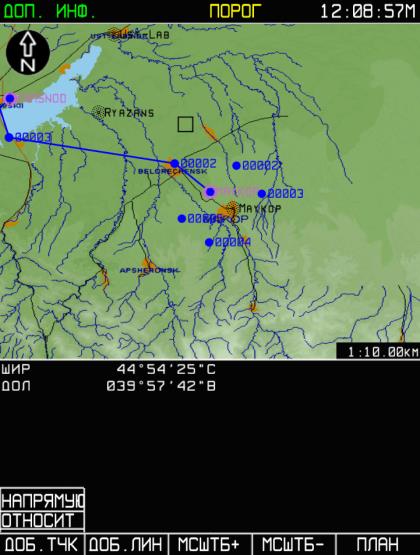 ДОП. ИНФ. ПОРОГ 12:08:57М
N
RYAZANS
00003
00002
00002
BELORECHENSK
00003
MAYKOP
00004
APSHERONSK
1:10.00КМ
ШИР 44°54'25"С
ДОЛ 039°57'42"В
НАПРЯМУЮ
ОТНОСИТ
ДОБ.ТЧК ДОБ.ЛИН МСШТБ+ МСШТБ- ПЛАН